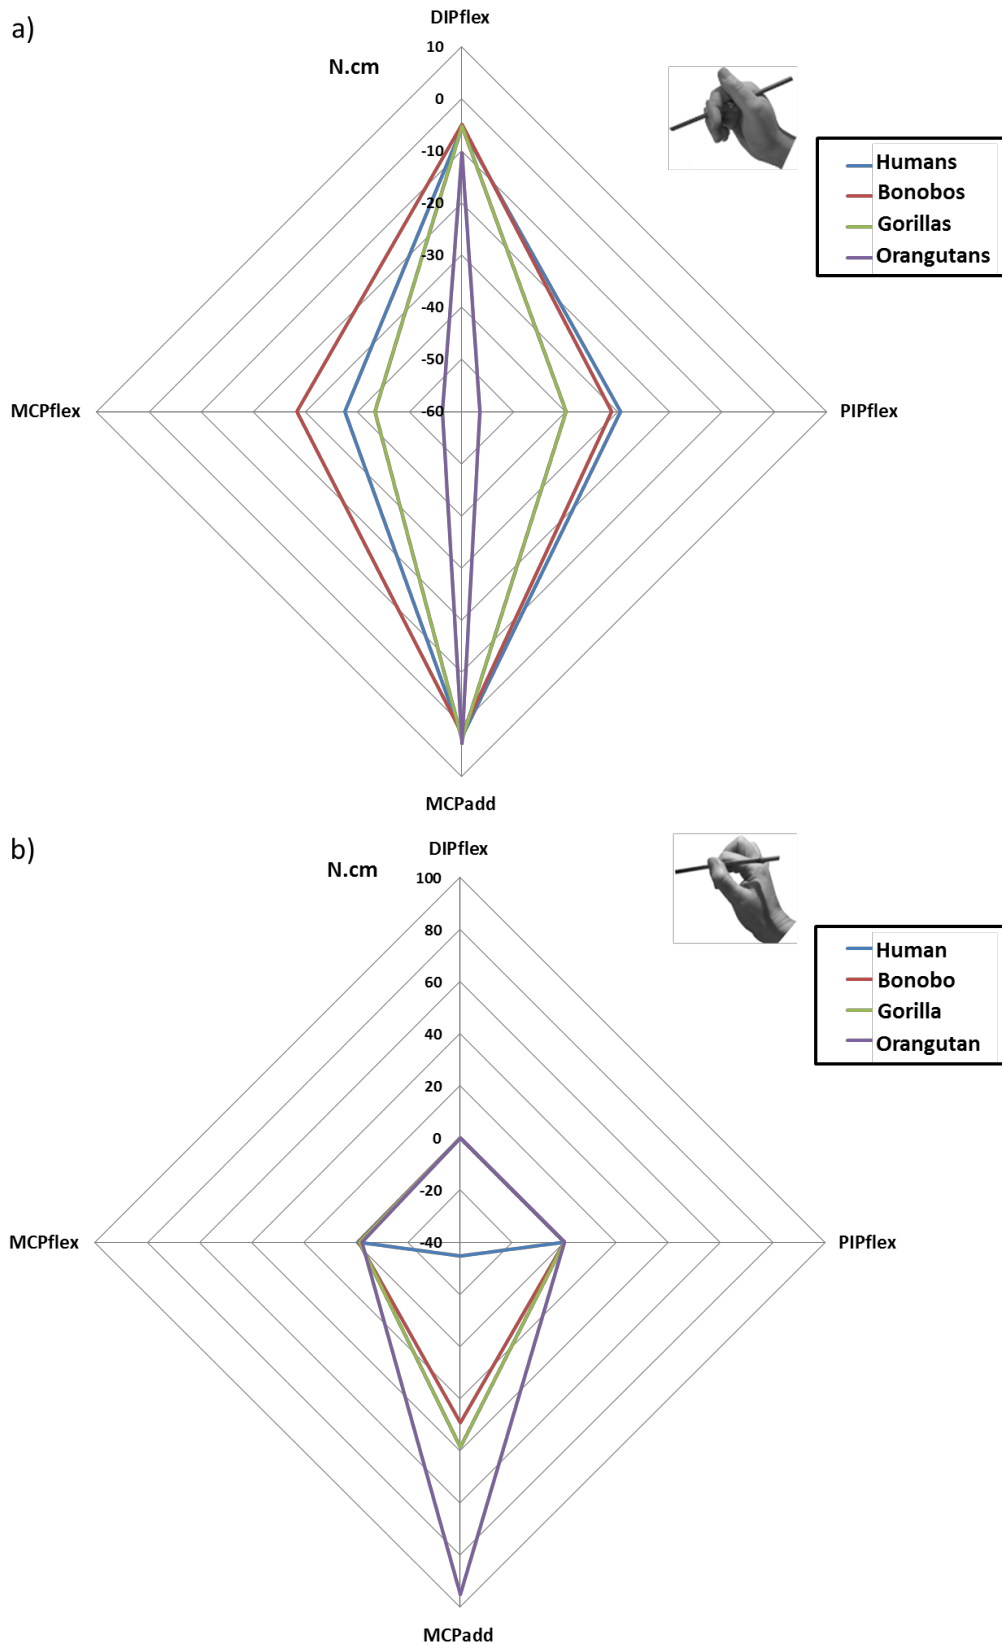 a)
DIPflex
N.cm
10
0
-10
-20
-30
-40
-50
-60
MCPflex
PIPflex
MCPadd
Humans
Bonobos
Gorillas
Orangutans
b)
DIPflex
N.cm
100
80
60
40
20
0
-20
-40
MCPflex
PIPflex
MCPadd
Human
Bonobo
Gorilla
Orangutan